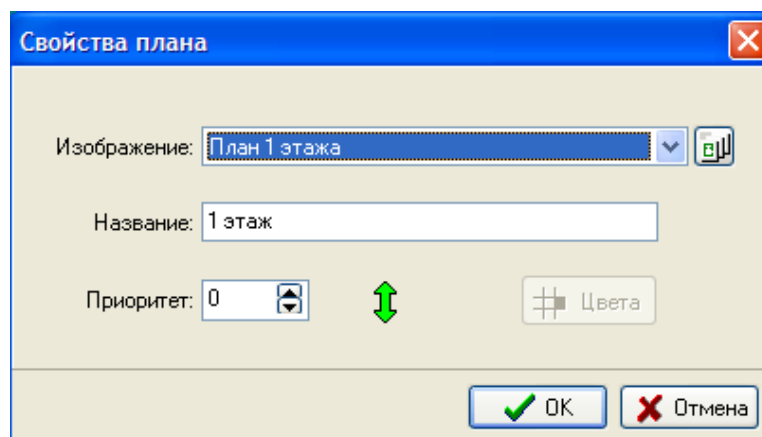 Свойства плана
Изображение: План 1 этажа
Название: 1 этаж
Приоритет: 0 Цвета
OK Отмена